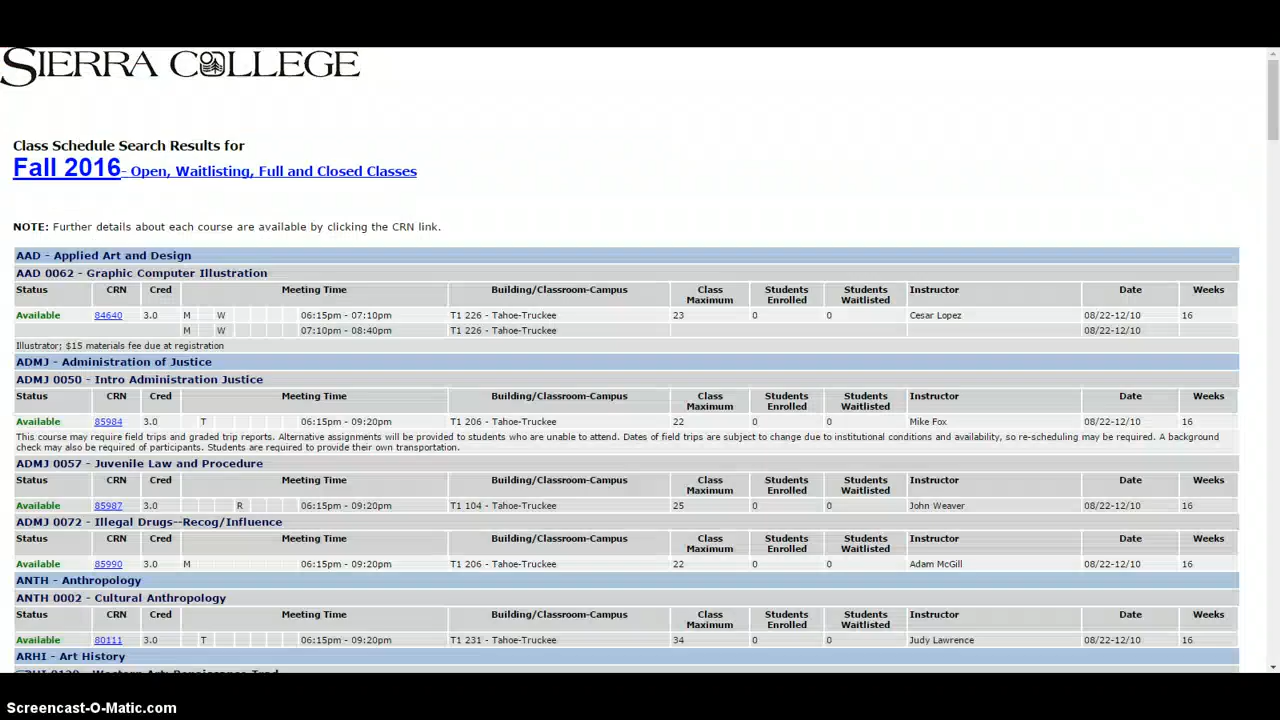 SIERRA COLLEGE
Class Schedule Search Results for
Fall 2016- Open, Waitlisting, Full and Closed Classes
NOTE: Further details about each course are available by clicking the CRN link.
AAD - Applied Art and Design
AAD 0062 - Graphic Computer Illustration
Status CRN Cred Meeting Time Building/Classroom-Campus Class Maximum Students Enrolled Students Waitlisted Instructor Date Weeks
Available 84640 3.0 M W 06:15pm - 07:10pm T1 226 - Tahoe-Truckee 23 0 0 Cesar Lopez 08/22-12/10 16
M W 07:10pm - 08:40pm T1 226 - Tahoe-Truckee 08/22-12/10
Illustrator; $15 materials fee due at registration
ADMJ - Administration of Justice
ADMJ 0050 - Intro Administration Justice
Status CRN Cred Meeting Time Building/Classroom-Campus Class Maximum Students Enrolled Students Waitlisted Instructor Date Weeks
Available 85984 3.0 T 06:15pm - 09:20pm T1 206 - Tahoe-Truckee 22 0 0 Mike Fox 08/22-12/10 16
This course may require field trips and graded trip reports. Alternative assignments will be provided to students who are unable to attend. Dates of field trips are subject to change due to institutional conditions and availability, so re-scheduling may be required. A background
check may also be required of participants. Students are required to provide their own transportation.
ADMJ 0057 - Juvenile Law and Procedure
Status CRN Cred Meeting Time Building/Classroom-Campus Class Maximum Students Enrolled Students Waitlisted Instructor Date Weeks
Available 85987 3.0 R 06:15pm - 09:20pm T1 104 - Tahoe-Truckee 25 0 0 John Weaver 08/22-12/10 16
ADMJ 0072 - Illegal Drugs--Recog/Influence
Status CRN Cred Meeting Time Building/Classroom-Campus Class Maximum Students Enrolled Students Waitlisted Instructor Date Weeks
Available 85990 3.0 M 06:15pm - 09:20pm T1 206 - Tahoe-Truckee 22 0 0 Adam McGill 08/22-12/10 16
ANTH - Anthropology
ANTH 0002 - Cultural Anthropology
Status CRN Cred Meeting Time Building/Classroom-Campus Class Maximum Students Enrolled Students Waitlisted Instructor Date Weeks
Available 80111 3.0 T 06:15pm - 09:20pm T1 231 - Tahoe-Truckee 34 0 0 Judy Lawrence 08/22-12/10 16
ARHI - Art History
Screencast-O-Matic.com